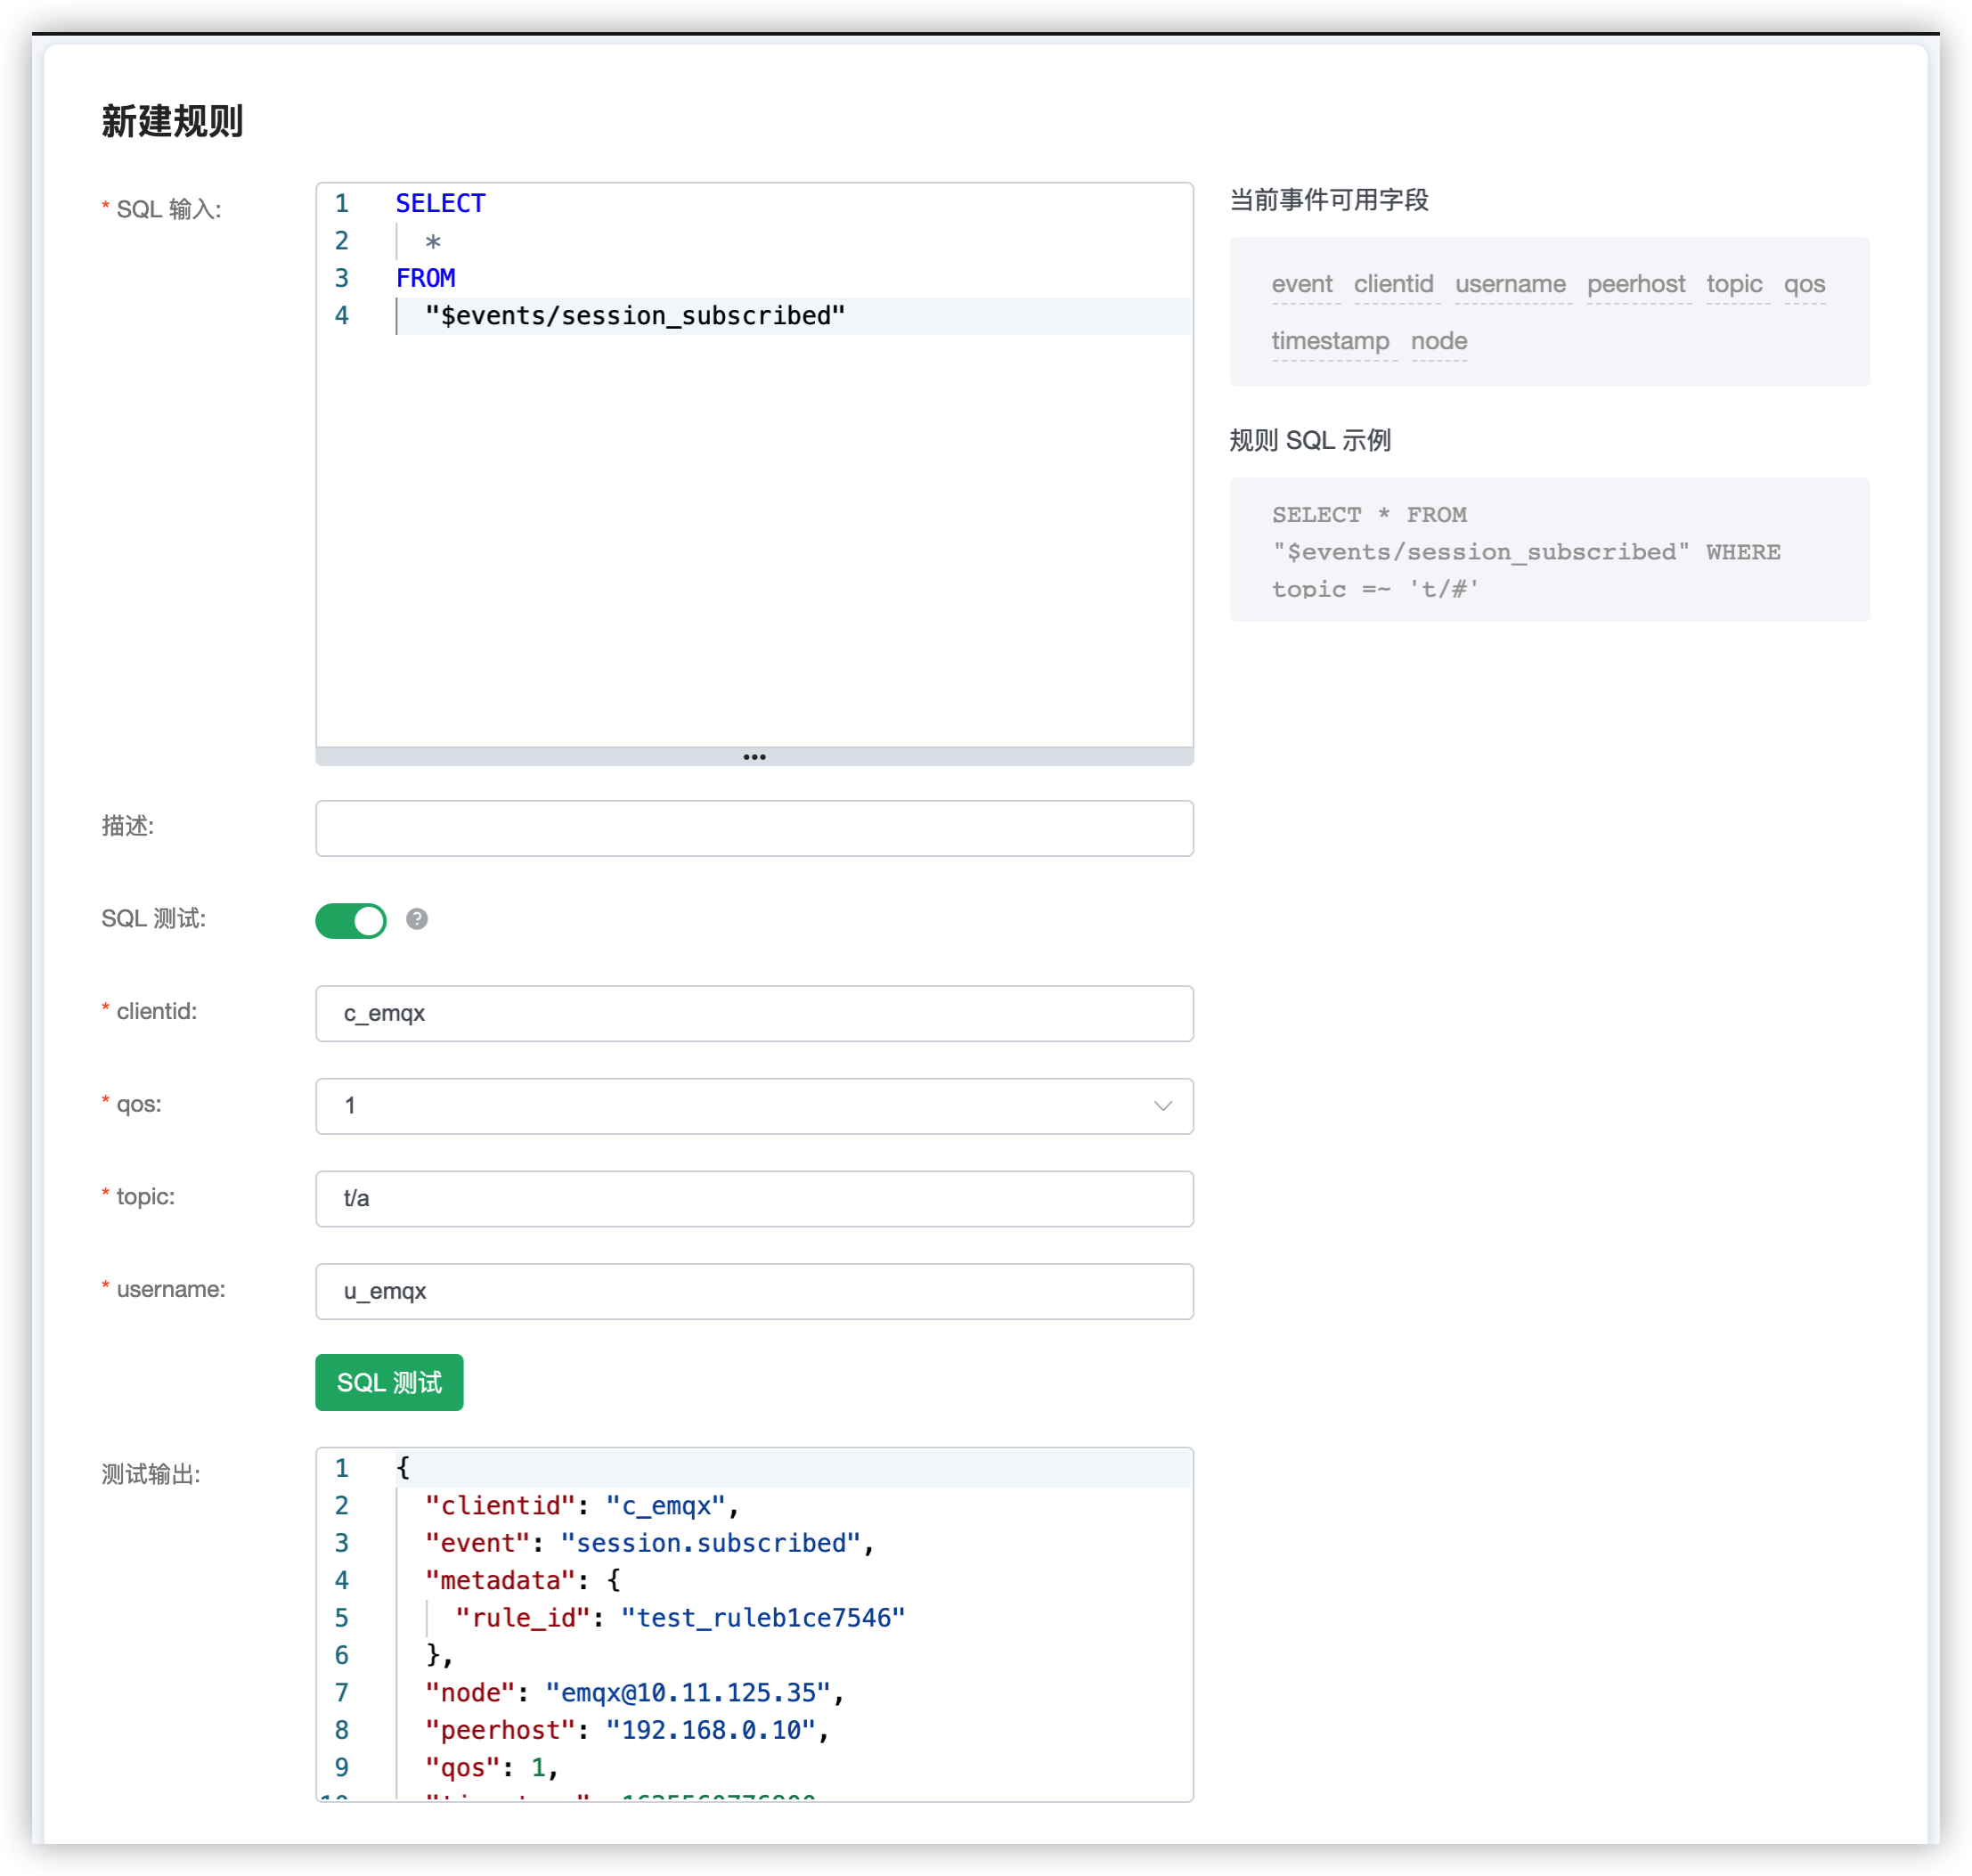 新建规则
* SQL 输入:
1 SELECT
2 *
3 FROM
4 "$events/session_subscribed"
当前事件可用字段
event clientid username peerhost topic qos
timestamp node
规则 SQL 示例
SELECT * FROM
"$events/session_subscribed" WHERE
topic =~ 't/#'
描述:
SQL 测试:
?
* clientid:
c_emqx
* qos:
1
* topic:
t/a
* username:
u_emqx
SQL 测试
测试输出:
1 {
2 "clientid": "c_emqx",
3 "event": "session.subscribed",
4 "metadata": {
5 "rule_id": "test_ruleb1ce7546"
6 },
7 "node": "emqx@10.11.125.35",
8 "peerhost": "192.168.0.10",
9 "qos": 1,
10